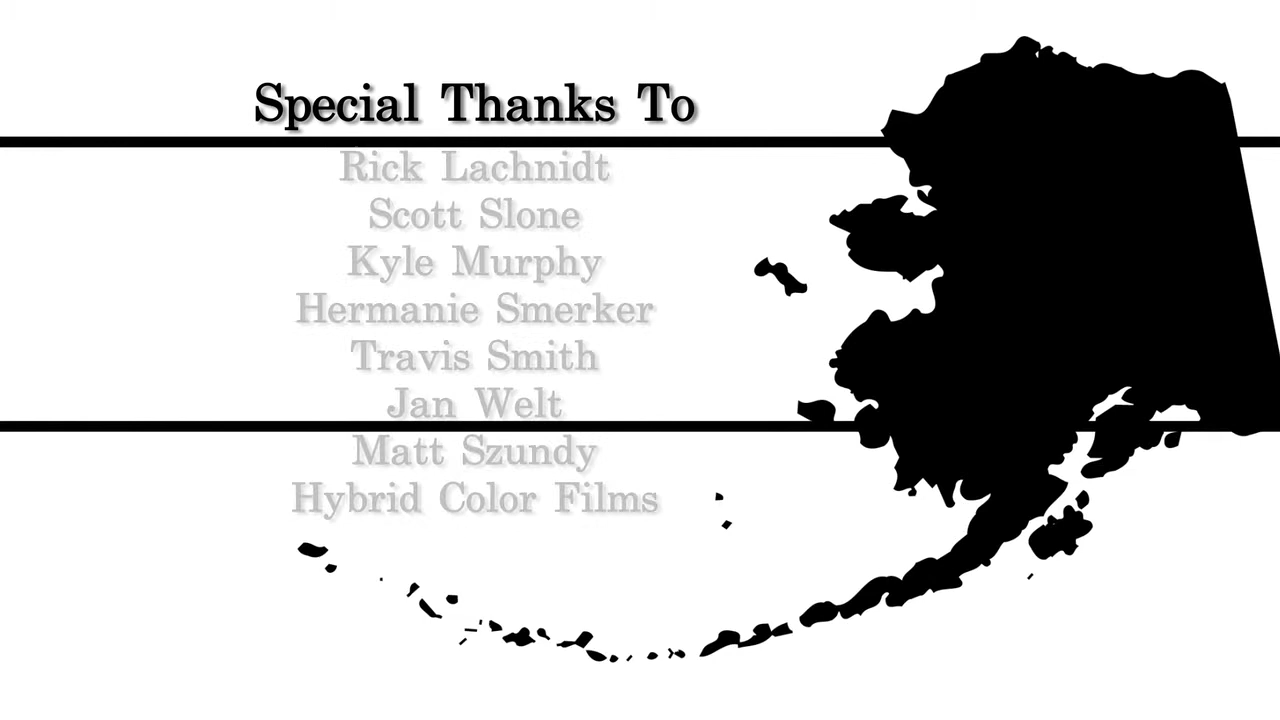 Special Thanks To
Rick Lachnidt
Scott Slone
Kyle Murphy
Hermanie Smerker
Travis Smith
Jan Welt
Matt Szundy
Hybrid Color Films